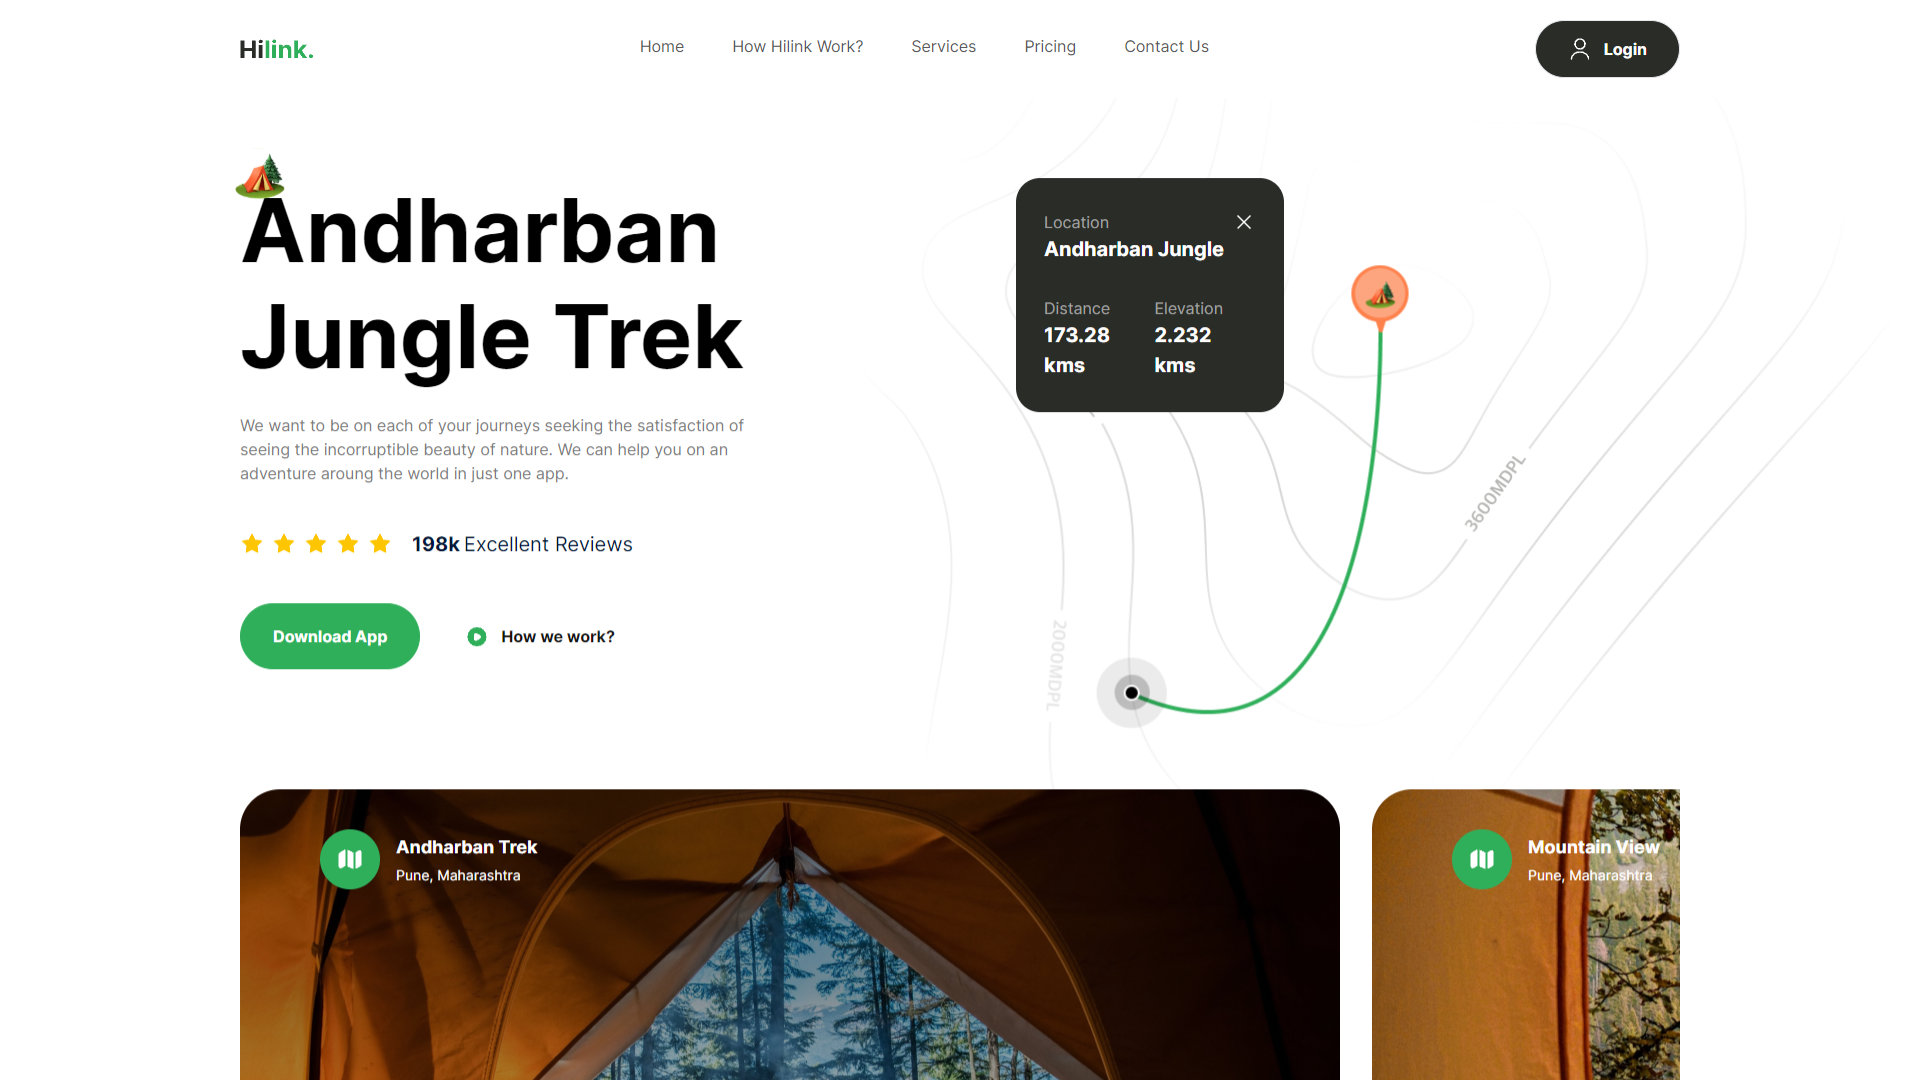 Hilink.
Home
How Hilink Work?
Services
Pricing
Contact Us
Login
Andharban
Jungle Trek
We want to be on each of your journeys seeking the satisfaction of
seeing the incorruptible beauty of nature. We can help you on an
adventure aroung the world in just one app.
198k Excellent Reviews
Download App
How we work?
Location
Andharban Jungle
Distance
173.28
kms
Elevation
2.232
kms
3600MDPL
2000MDPL
Andharban Trek
Pune, Maharashtra
Mountain View
Pune, Maharashtra